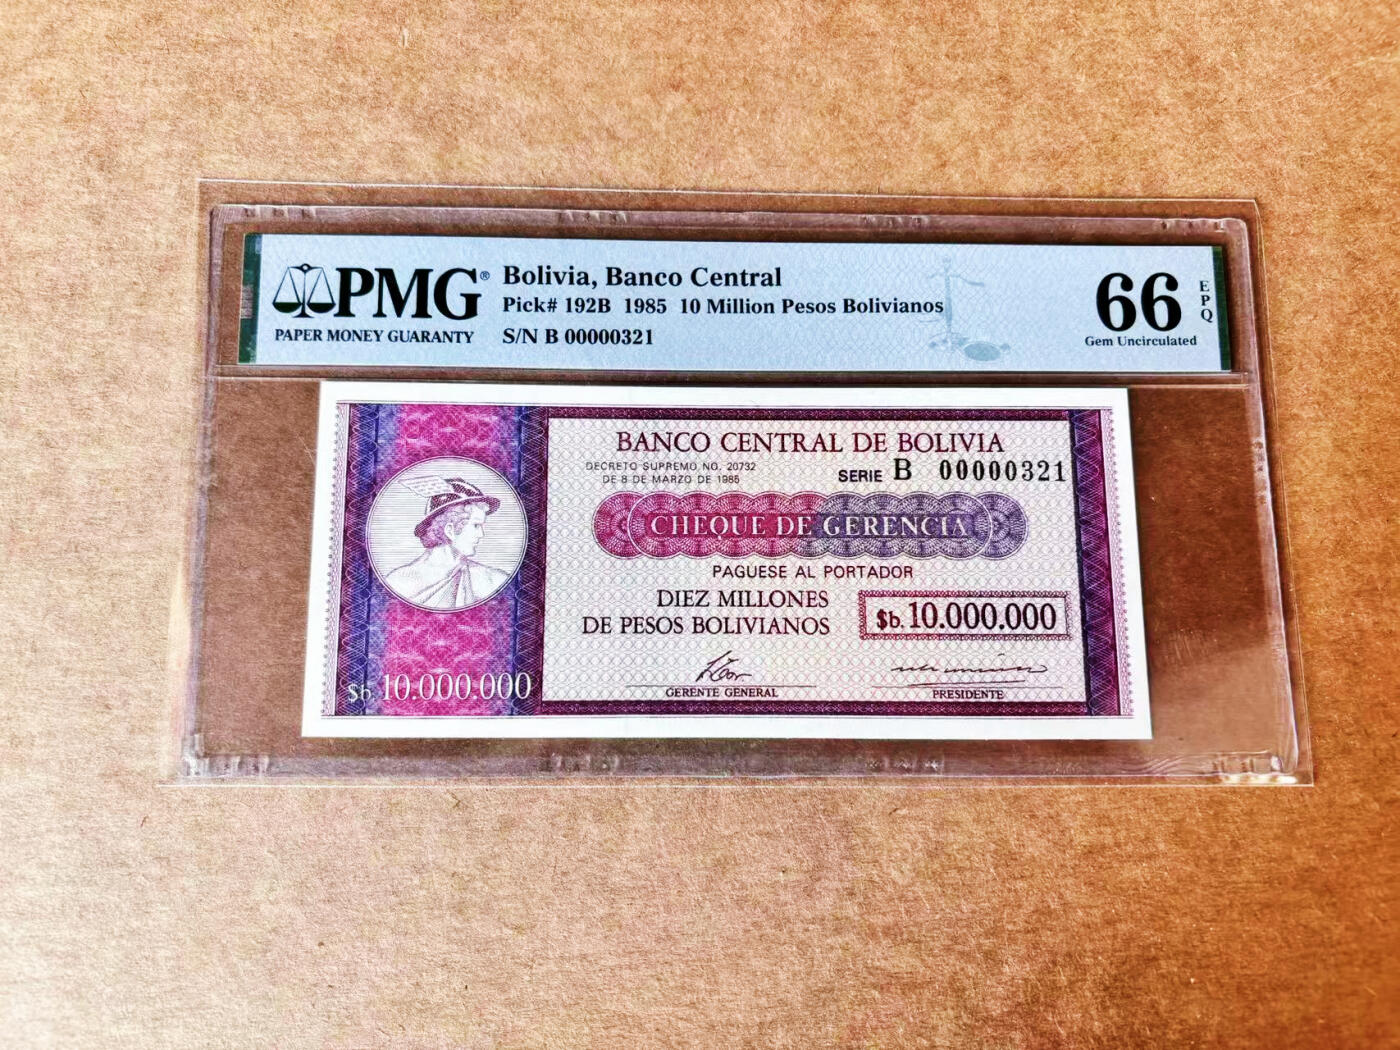 PMG®
PAPER MONEY GUARANTY
Bolivia, Banco Central
Pick# 192B 1985 10 Million Pesos Bolivianos
S/N B 00000321
66
EPQ
Gem Uncirculated
BANCO CENTRAL DE BOLIVIA
DECRETO SUPREMO NO. 20732
DE 8 DE MARZO DE 1985
SERIE B 00000321
CHEQUE DE GERENCIA
PAGUESE AL PORTADOR
DIEZ MILLONES
DE PESOS BOLIVIANOS
$b. 10.000.000
$b 10.000.000
GERENTE GENERAL
PRESIDENTE